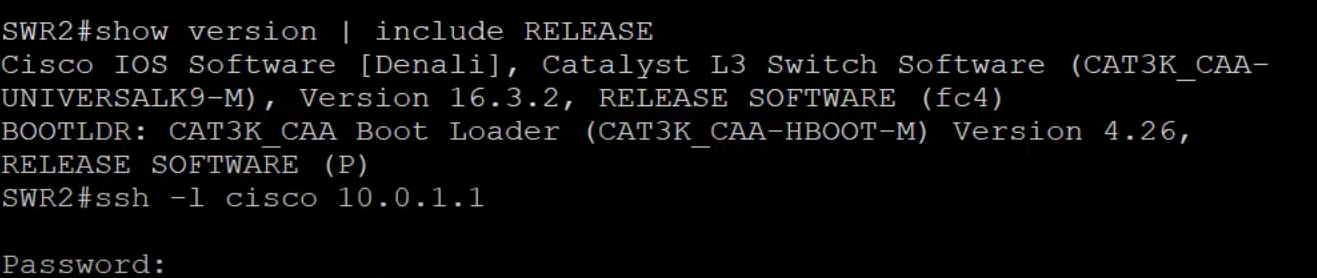 SWR2#show version | include RELEASE
Cisco IOS Software [Denali], Catalyst L3 Switch Software (CAT3K_CAA-
UNIVERSALK9-M), Version 16.3.2, RELEASE SOFTWARE (fc4)
BOOTLDR: CAT3K_CAA Boot Loader (CAT3K_CAA-HBOOT-M) Version 4.26,
RELEASE SOFTWARE (P)
SWR2#ssh -l cisco 10.0.1.1
Password: